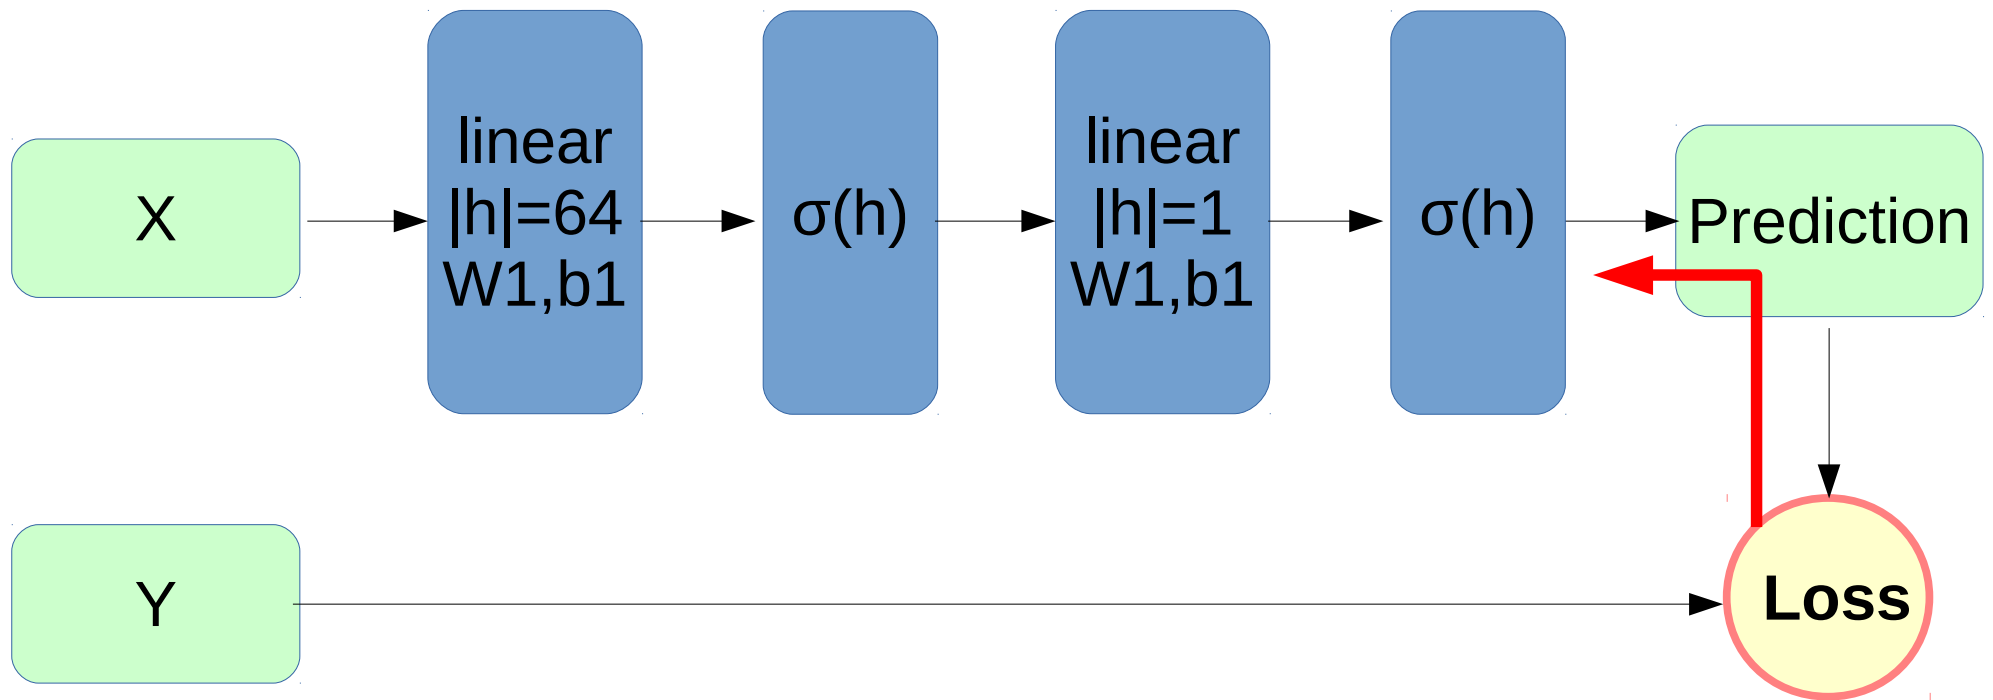 X
linear
|h|=64
W1,b1
σ(h)
linear
|h|=1
W1,b1
σ(h)
Prediction
Y
Loss